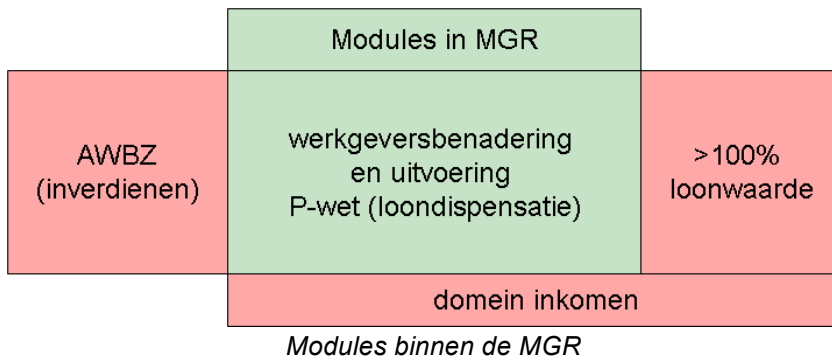 Modules in MGR
AWBZ
(inverdienen)
werkgeversbenadering
en uitvoering
P-wet (loondispensatie)
>100%
loonwaarde
domein inkomen
Modules binnen de MGR